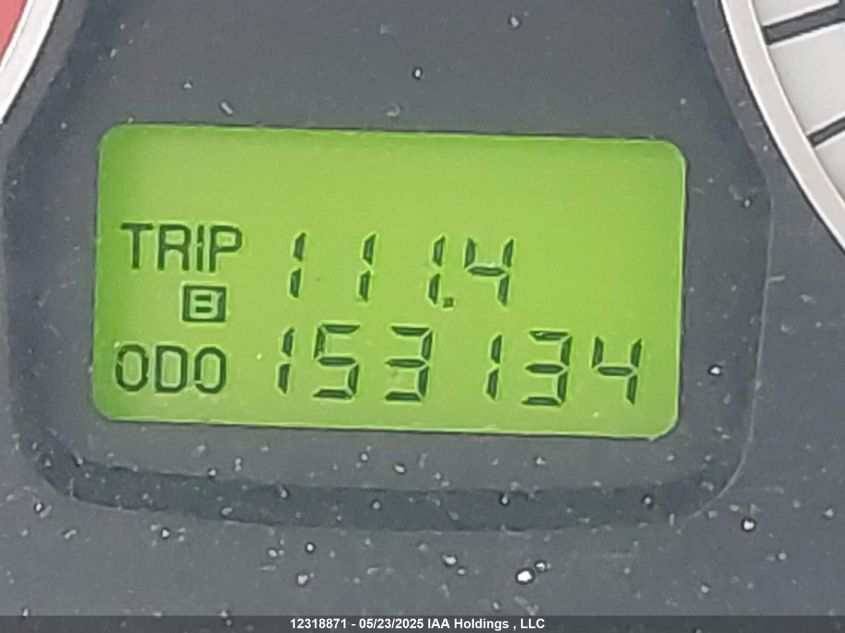 TRIP 111.4
B
ODO 153134
12318871 - 05/23/2025 IAA Holdings , LLC